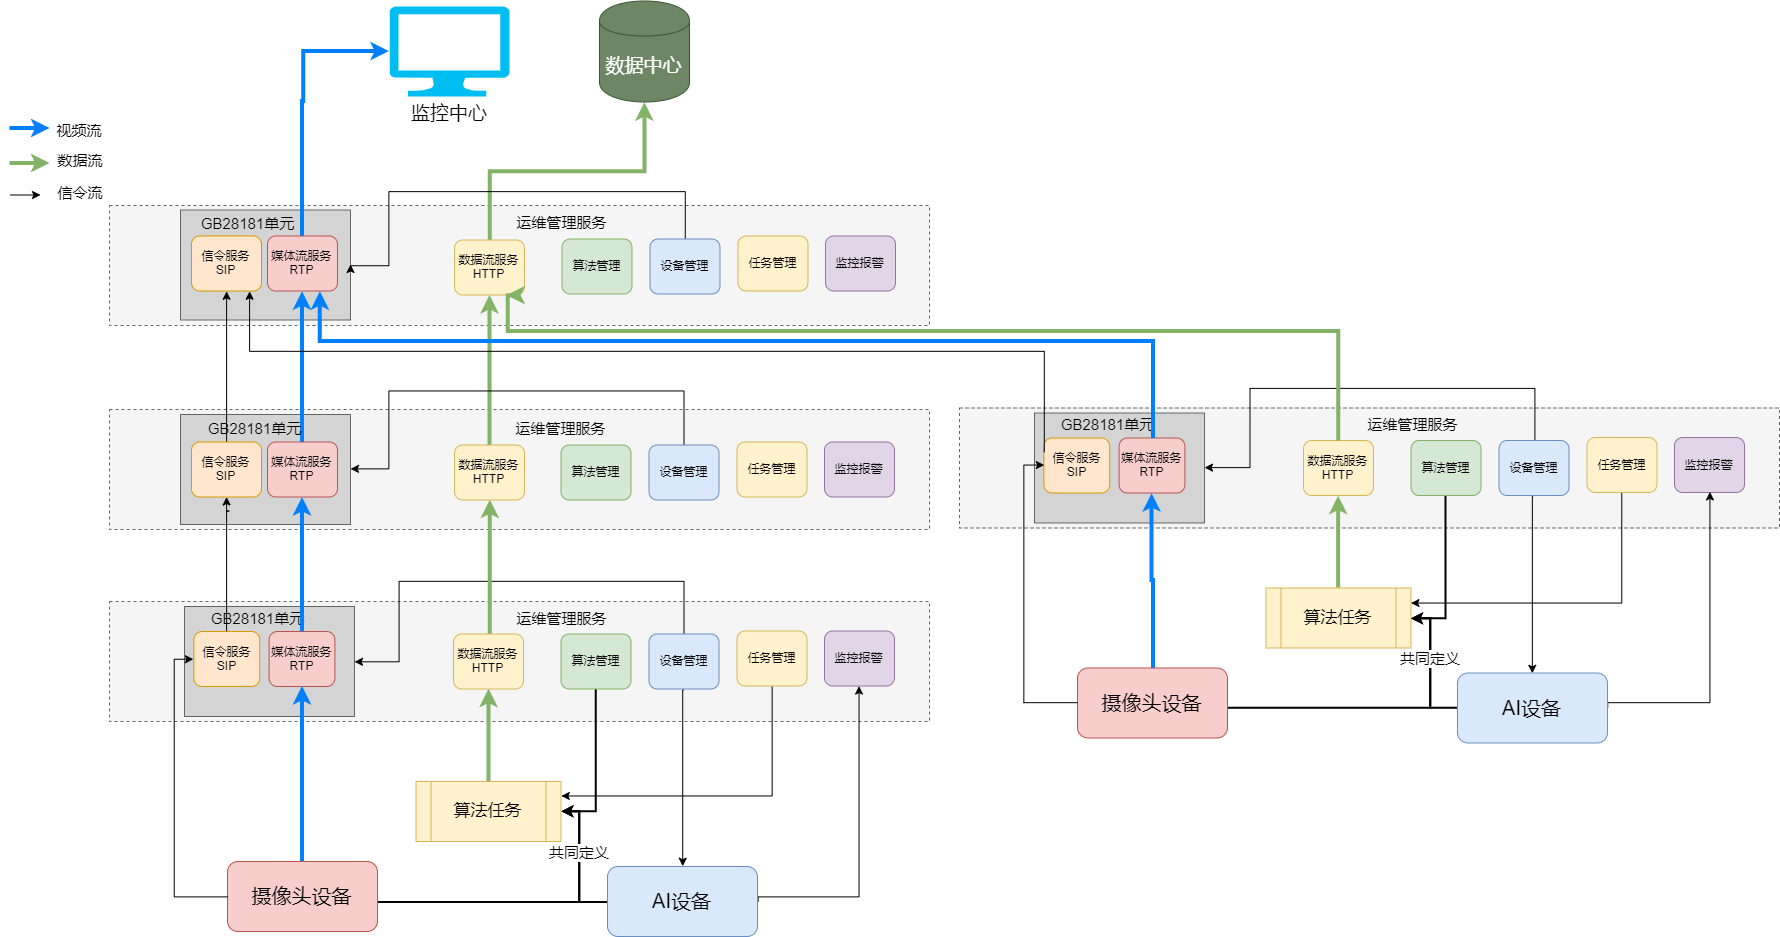 数据中心
监控中心
视频流
数据流
信令流
GB28181单元
运维管理服务
信令服务
SIP
媒体流服务
RTP
数据流服务
HTTP
算法管理
设备管理
任务管理
监控报警
GB28181单元
运维管理服务
信令服务
SIP
媒体流服务
RTP
数据流服务
HTTP
算法管理
设备管理
任务管理
监控报警
GB28181单元
运维管理服务
信令服务
SIP
媒体流服务
RTP
数据流服务
HTTP
算法管理
设备管理
任务管理
监控报警
GB28181单元
运维管理服务
信令服务
SIP
媒体流服务
RTP
数据流服务
HTTP
算法管理
设备管理
任务管理
监控报警
算法任务
共同定义
摄像头设备
AI设备
算法任务
共同定义
摄像头设备
AI设备